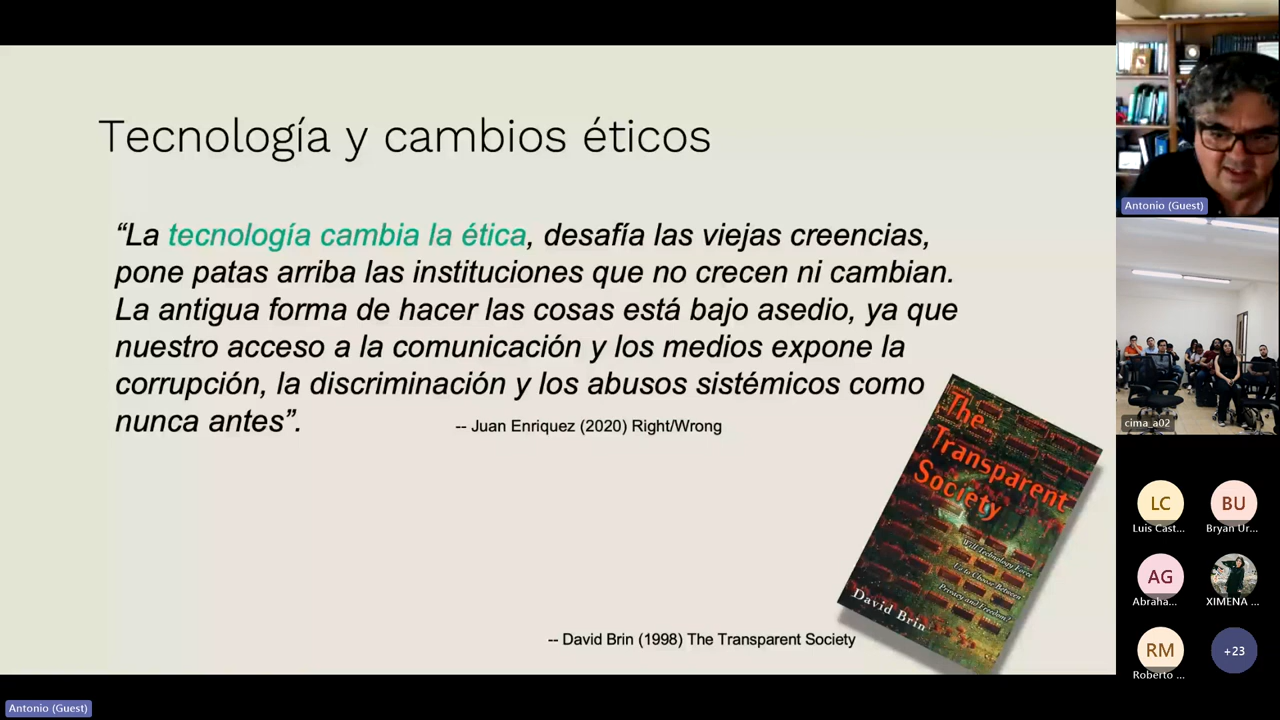 Tecnología y cambios éticos
“La tecnología cambia la ética, desafía las viejas creencias,
pone patas arriba las instituciones que no crecen ni cambian.
La antigua forma de hacer las cosas está bajo asedio, ya que
nuestro acceso a la comunicación y los medios expone la
corrupción, la discriminación y los abusos sistémicos como
nunca antes”.
-- Juan Enriquez (2020) Right/Wrong
The
Transparent
Society
Will Technology Force
Us to Choose Between
Privacy and Freedom?
David Brin
-- David Brin (1998) The Transparent Society
Antonio (Guest)
cima_a02
LC
Luis Cast...
BU
Bryan Ur...
AG
Abraha...
XIMENA ...
RM
Roberto ...
+23
Antonio (Guest)